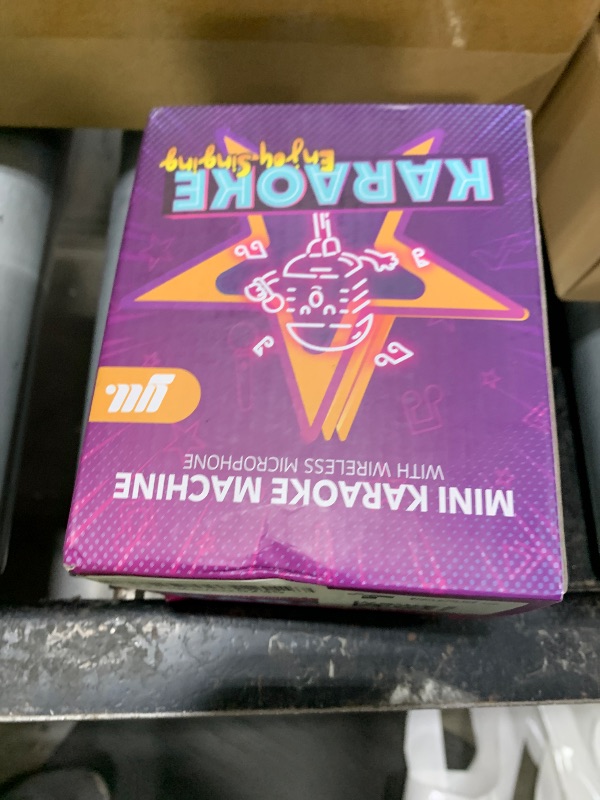 MINI KARAOKE MACHINE
WITH WIRELESS MICROPHONE
KARAOKE
Enjoy Singing